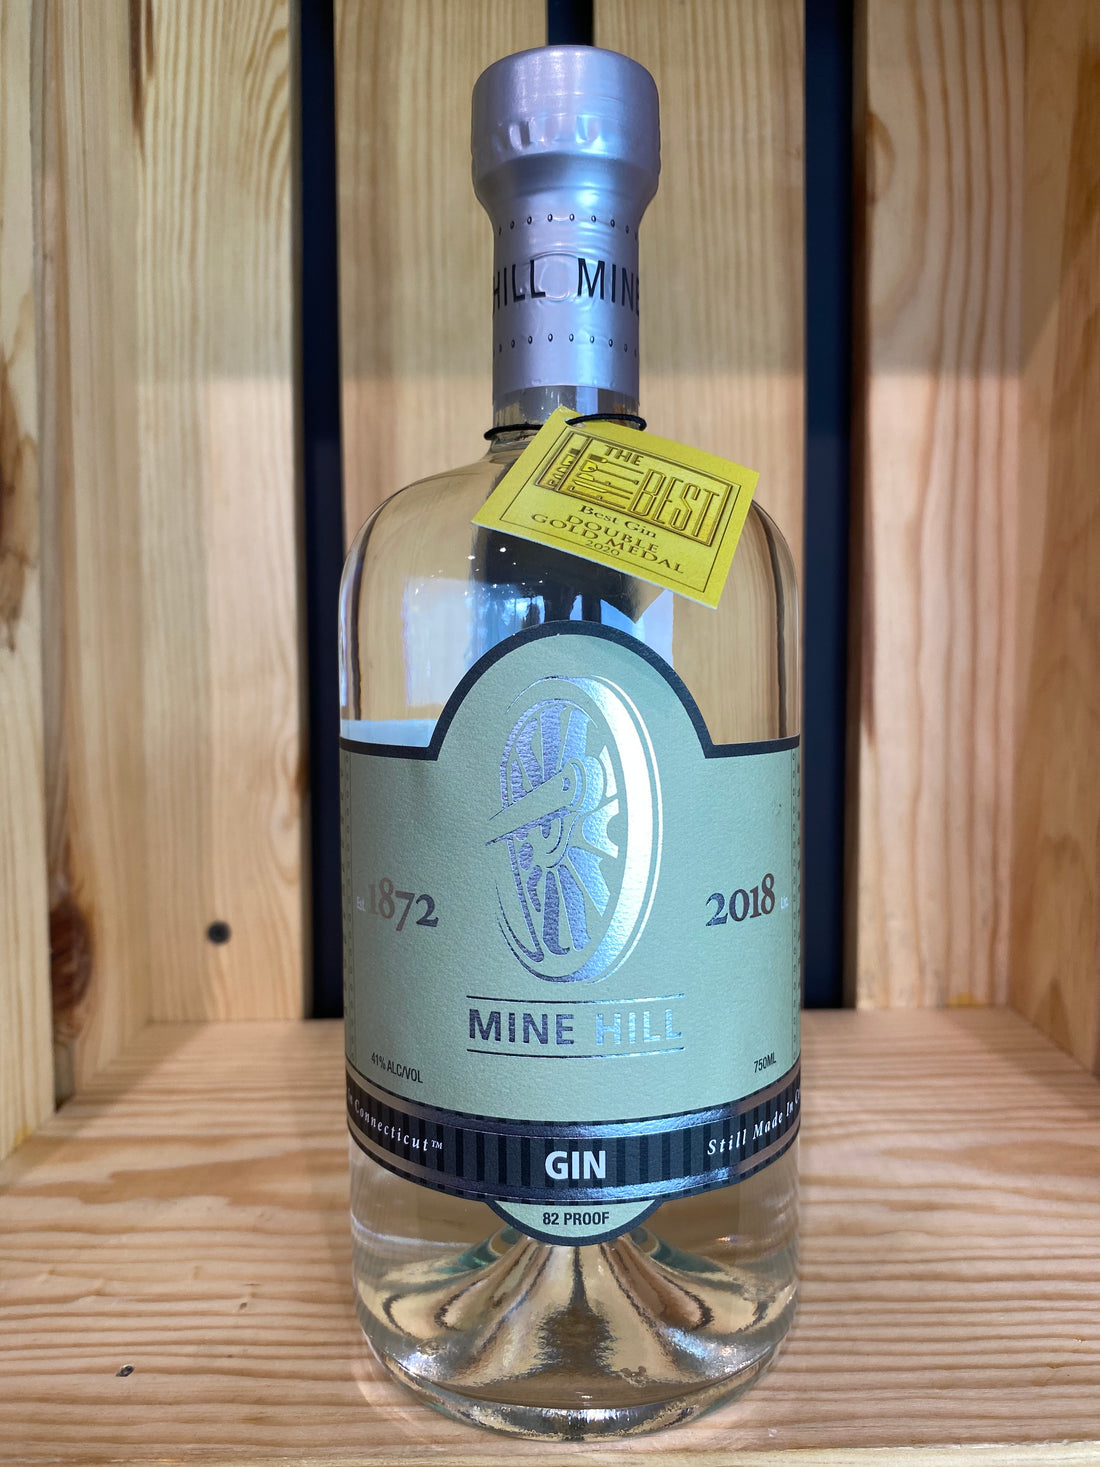 HILL MINE
THE
BEST
Best Gin
DOUBLE
GOLD MEDAL
2020
Est 1872
2018
MINE HILL
41% ALC/VOL
750ML
Connecticut™
Still Made In
GIN
82 PROOF